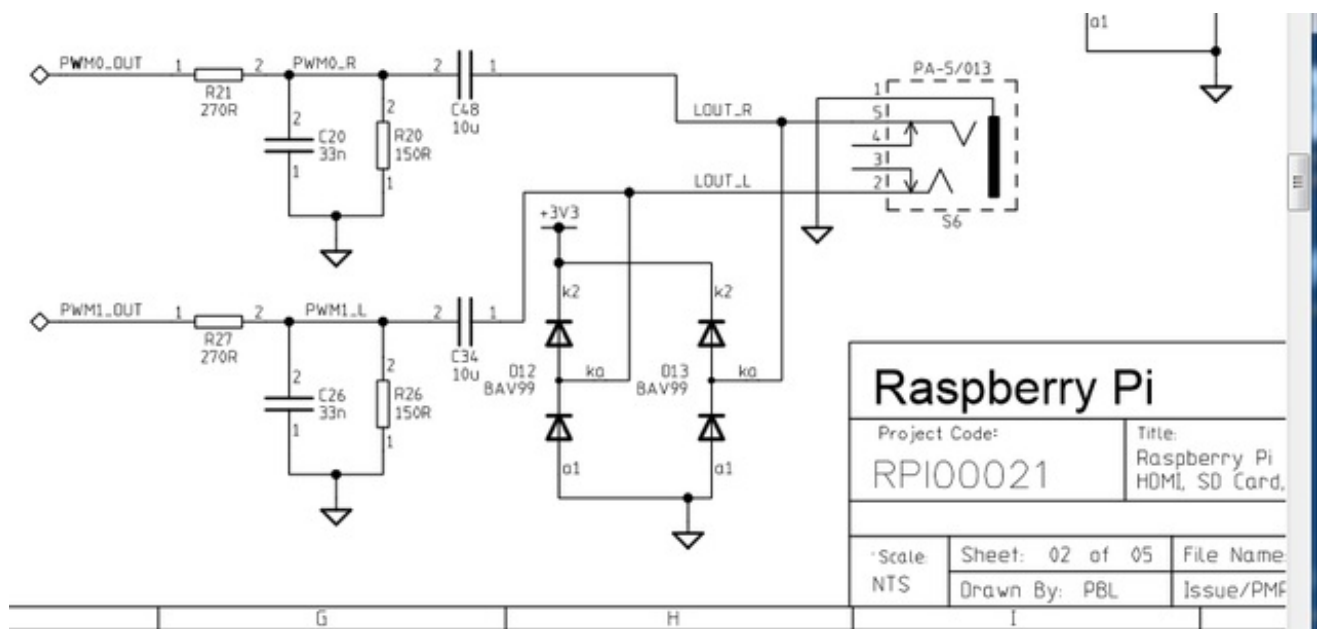 a1
PWM0_OUT 1 2 PWM0_R 2 1
R21
270R
C48
10u
2
C20
33n
1
2
R20
150R
1
LOUT_R
LOUT_L
PA-5/013
1
5
4
3
2
S6
+3V3
PWM1_OUT 1 2 PWM1_L 2 1
R27
270R
C34
10u
2
C26
33n
1
2
R26
150R
1
k2 k2
D12
BAV99
ka
D13
BAV99
ka
a1 a1
Raspberry Pi
Project Code:
RPI00021
Title:
Raspberry Pi
HDMI, SD Card,
Scale:
NTS
Sheet: 02 of 05
File Name:
Drawn By: PBL
Issue/PMP
G H I